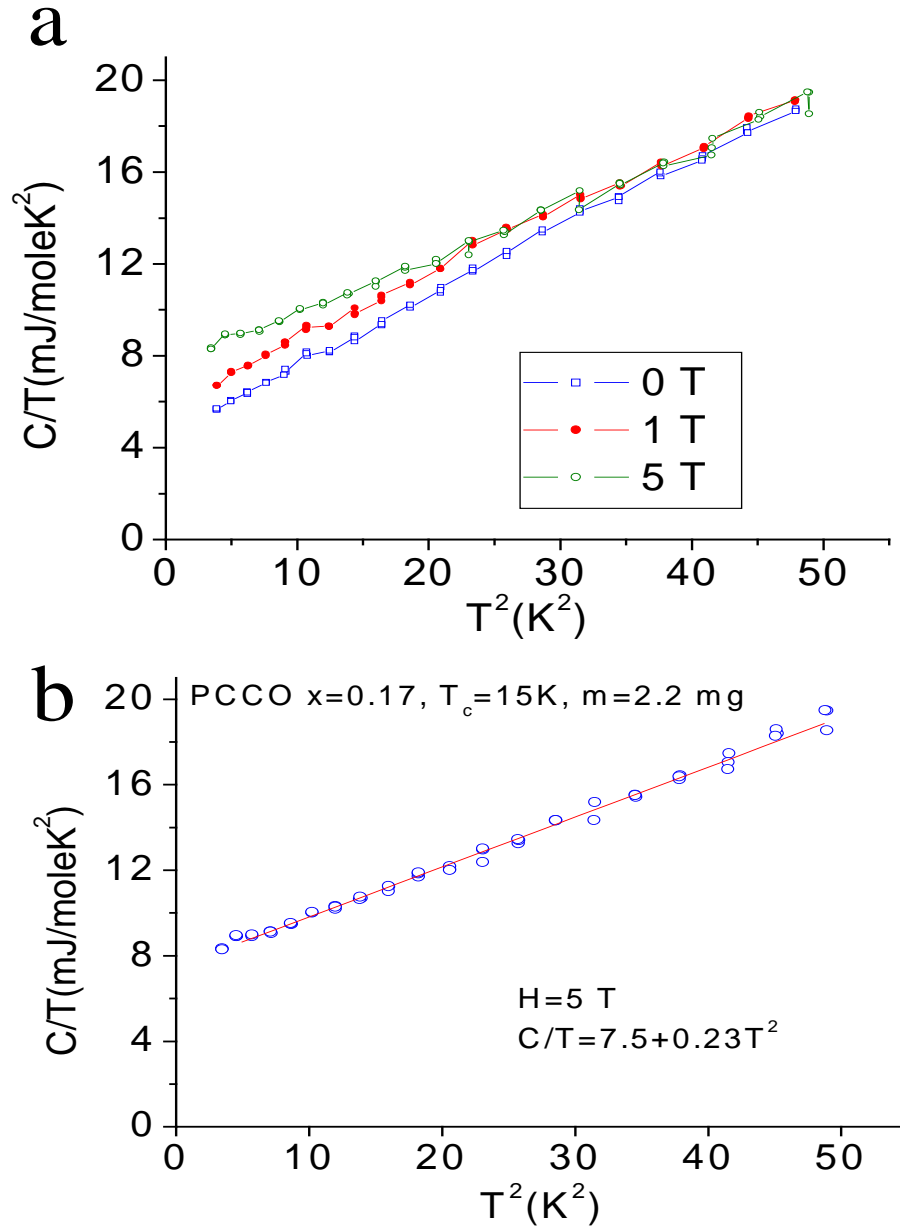 a
20
16
12
8
4
0
C/T(mJ/moleK²)
0 T
1 T
5 T
0 10 20 30 40 50
T²(K²)
b
PCCO x=0.17, T_c=15K, m=2.2 mg
20
16
12
8
4
0
C/T(mJ/moleK²)
H=5 T
C/T=7.5+0.23T²
0 10 20 30 40 50
T²(K²)